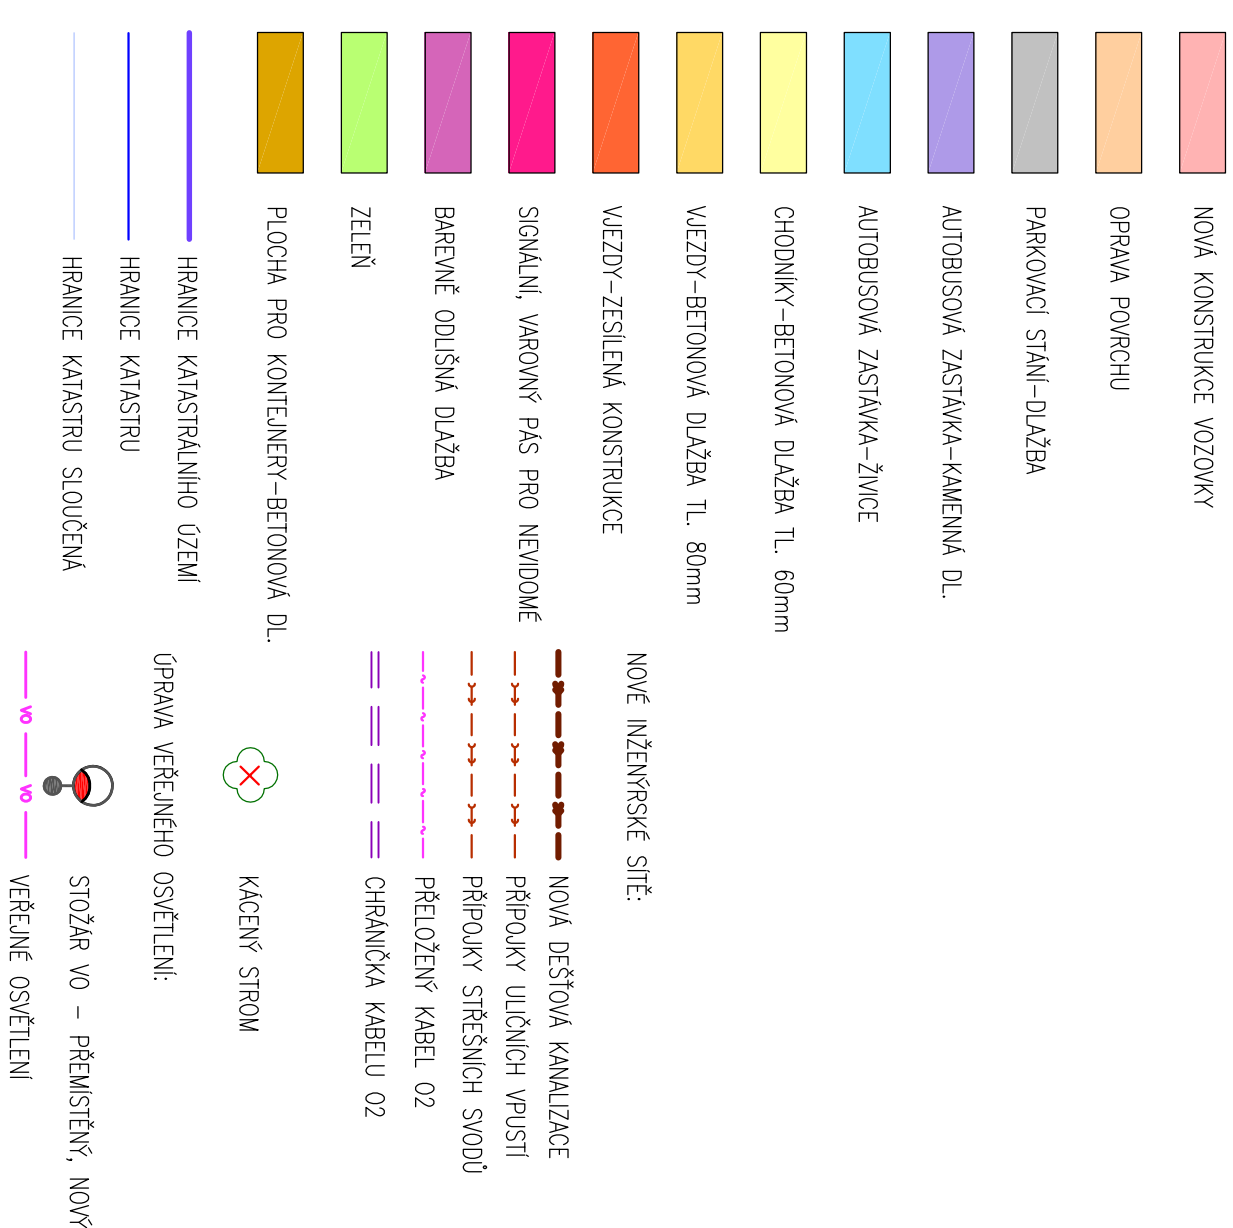 NOVÁ KONSTRUKCE VOZOVKY
OPRAVA POVRCHU
PARKOVACÍ STÁNÍ-DLAŽBA
AUTOBUSOVÁ ZASTÁVKA-KAMENNÁ DL.
AUTOBUSOVÁ ZASTÁVKA-ŽIVICE
CHODNÍKY-BETONOVÁ DLAŽBA TL. 60mm
VJEZDY-BETONOVÁ DLAŽBA TL. 80mm
VJEZDY-ZESÍLENÁ KONSTRUKCE
SIGNÁLNÍ, VAROVNÝ PÁS PRO NEVIDOMÉ
BAREVNĚ ODLIŠNÁ DLAŽBA
ZELEŇ
PLOCHA PRO KONTEJNERY-BETONOVÁ DL.
HRANICE KATASTRÁLNÍHO ÚZEMÍ
HRANICE KATASTRU
HRANICE KATASTRU SLOUČENÁ
NOVÉ INŽENÝRSKÉ SÍTĚ:
NOVÁ DEŠŤOVÁ KANALIZACE
PŘÍPOJKY ULIČNÍCH VPUSTÍ
PŘÍPOJKY STŘEŠNÍCH SVODŮ
PŘELOŽENÝ KABEL O2
CHRÁNIČKA KABELU O2
KÁCENÝ STROM
ÚPRAVA VEŘEJNÉHO OSVĚTLENÍ:
STOŽÁR VO - PŘEMÍSTĚNÝ, NOVÝ
VO VO VEŘEJNÉ OSVĚTLENÍ